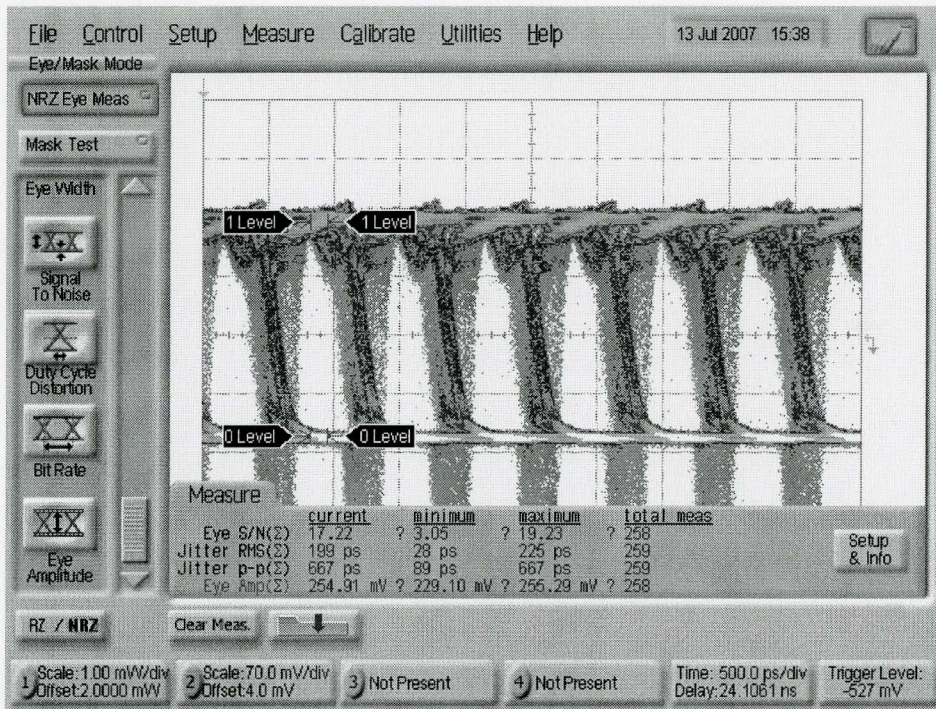 File Control Setup Measure Calibrate Utilities Help 13 Jul 2007 15:38
Eye/Mask Mode
NRZ Eye Meas
Mask Test
Eye Width
Signal
To Noise
Duty Cycle
Distortion
Bit Rate
Eye
Amplitude
1 Level 1 Level
0 Level 0 Level
Measure
current minimum maximum total meas
Eye S/N(Σ) 17.22 ? 3.05 ? 19.23 ? 258
Jitter RMS(Σ) 199 ps 28 ps 225 ps 259
Jitter p-p(Σ) 667 ps 89 ps 667 ps 259
Eye Amp(Σ) 254.91 mV ? 229.10 mV ? 255.29 mV ? 258
Setup
& Info
RZ / NRZ
Clear Meas.
1 Scale:1.00 mW/div
Offset:2.0000 mW
2 Scale:70.0 mV/div
Offset:4.0 mV
3 Not Present
4 Not Present
Time: 500.0 ps/div
Delay:24.1061 ns
Trigger Level:
-527 mV